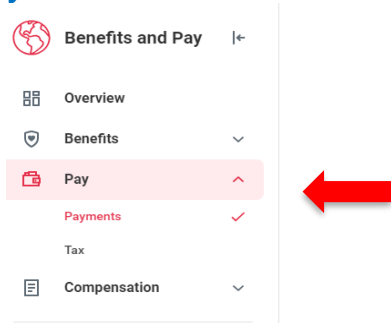 Benefits and Pay
Overview
Benefits
Pay
Payments
Tax
Compensation